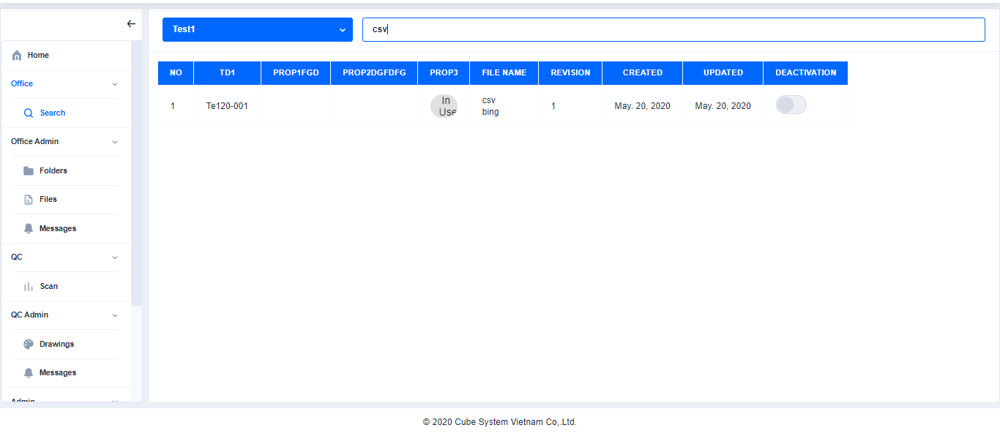 Test1
csv
Home
Office
Search
Office Admin
Folders
Files
Messages
QC
Scan
QC Admin
Drawings
Messages
Admin
NO TD1 PROP1FGD PROP2DGFDFG PROP3 FILE NAME REVISION CREATED UPDATED DEACTIVATION
1 Te120-001 In Use csv bing 1 May. 20, 2020 May. 20, 2020
© 2020 Cube System Vietnam Co,.Ltd.